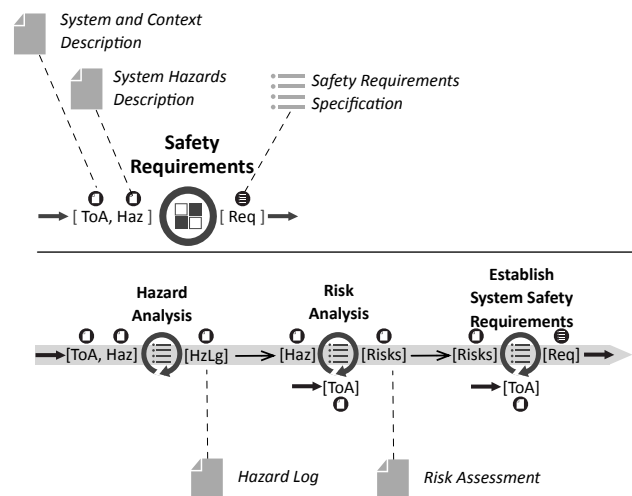 System and Context
Description
System Hazards
Description
Safety Requirements
Specification
Safety
Requirements
[ ToA, Haz ]
[ Req ]
Hazard
Analysis
Risk
Analysis
Establish
System Safety
Requirements
[ToA, Haz]
[HzLg]
[Haz]
[Risks]
[Risks]
[Req]
[ToA]
[ToA]
Hazard Log
Risk Assessment